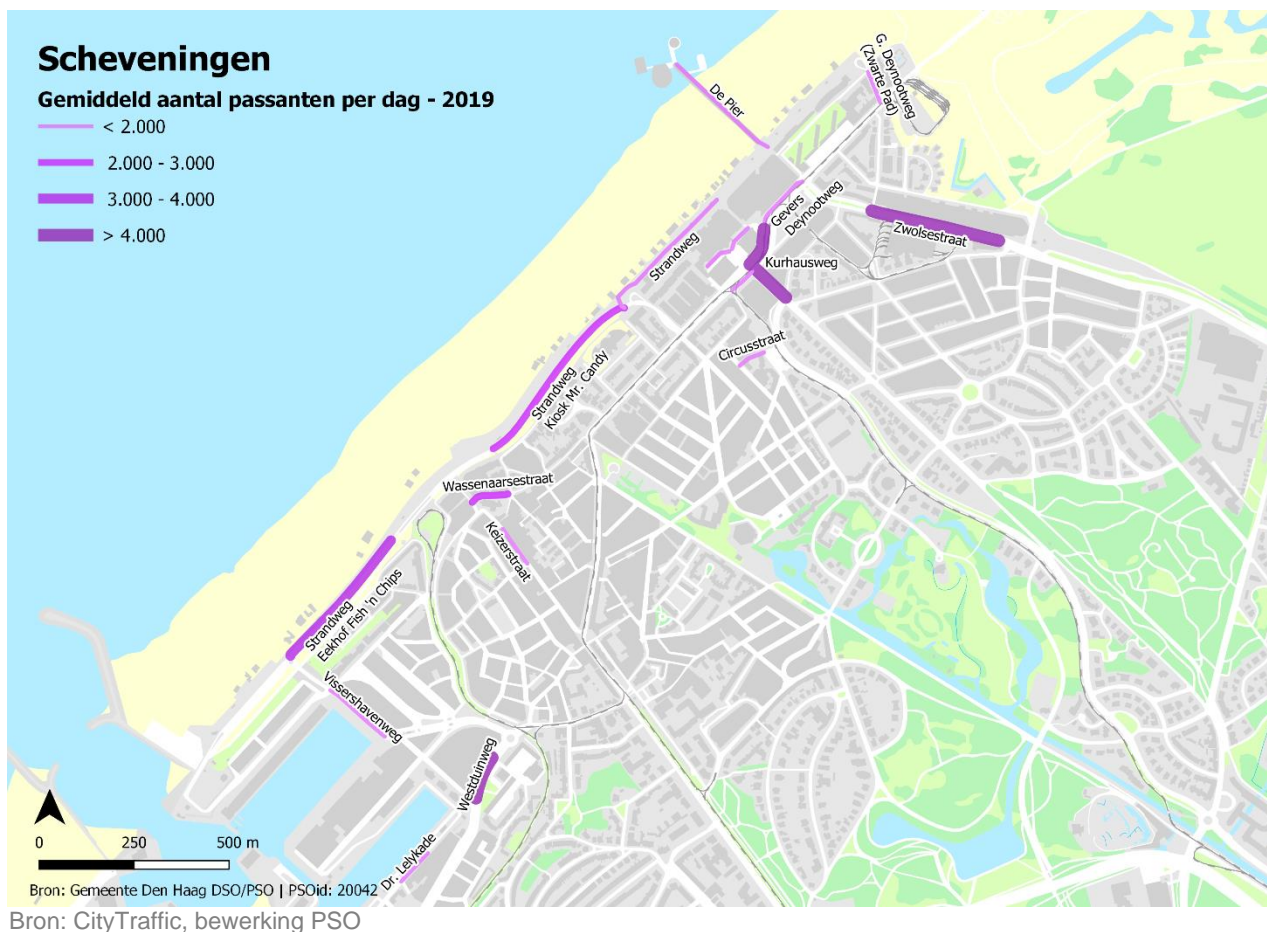 Scheveningen
Gemiddeld aantal passanten per dag - 2019
< 2.000
2.000 - 3.000
3.000 - 4.000
> 4.000
G. Deynootweg
(Zwarte Pad)
De Pier
Gevers
Deynootweg
Zwolsestraat
Strandweg
Kurhausweg
Circusstraat
Strandweg
Kiosk Mr. Candy
Wassenaarsestraat
Keizerstraat
Strandweg
Eekhof Fish 'n Chips
Vissershavenweg
Westduinweg
Dr. Lelykade
0 250 500 m
Bron: Gemeente Den Haag DSO/PSO | PSOid: 20042
Bron: CityTraffic, bewerking PSO